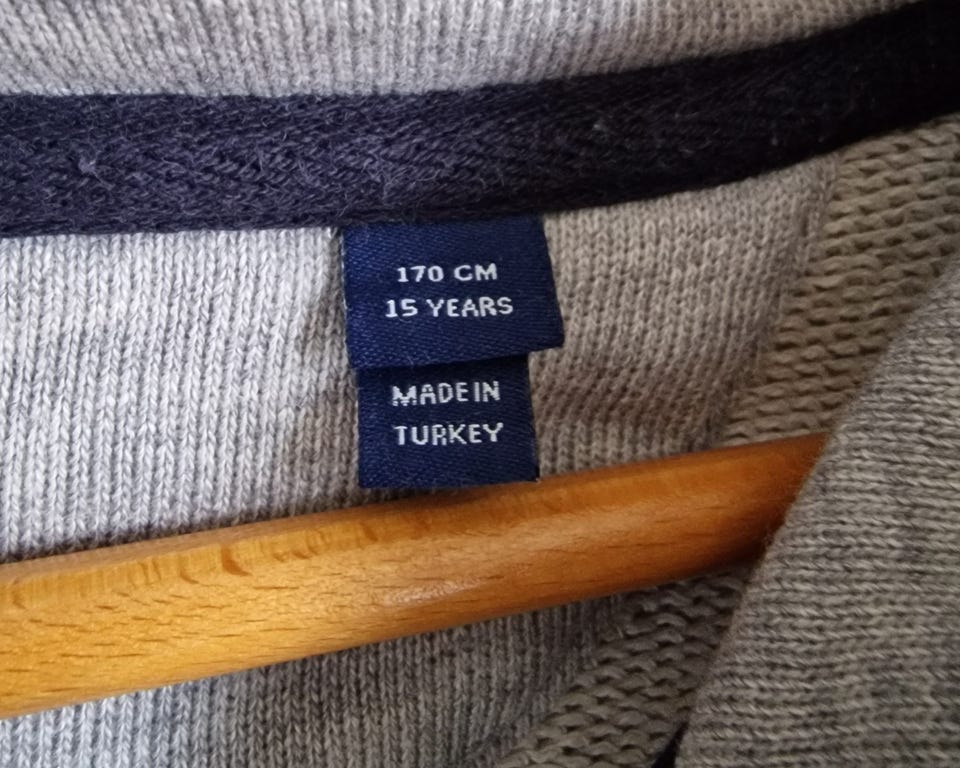 170 CM
15 YEARS
MADE IN
TURKEY